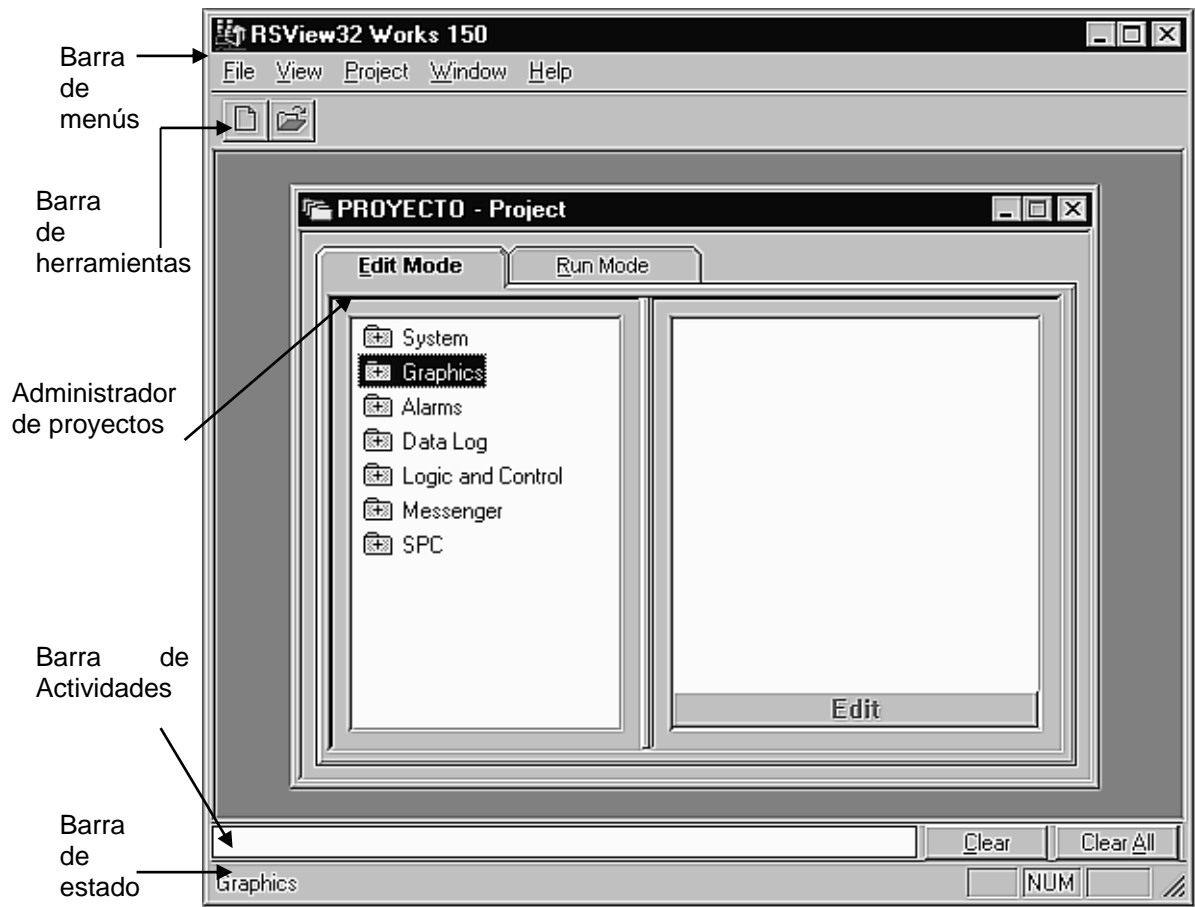 RSView32 Works 150
File View Project Window Help
Barra
de
menús
Barra
de
herramientas
PROYECTO - Project
Edit Mode
Run Mode
System
Graphics
Alarms
Data Log
Logic and Control
Messenger
SPC
Edit
Administrador
de proyectos
Barra de
Actividades
Clear
Clear All
Barra
de
estado
Graphics
NUM